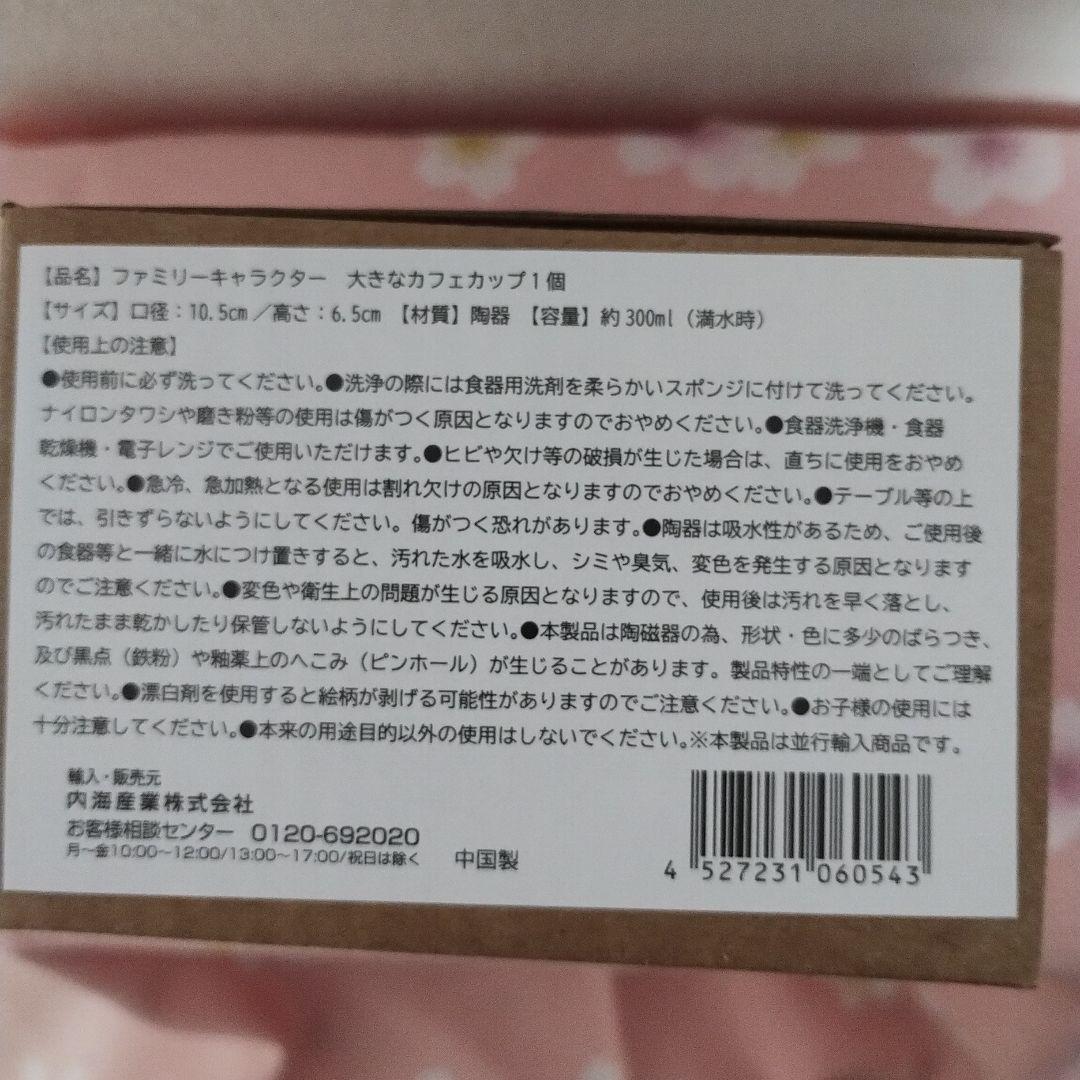 【品名】ファミリーキャラクター　大きなカフェカップ1個
【サイズ】口径：10.5㎝／高さ：6.5㎝ 【材質】陶器 【容量】約300ml（満水時）
【使用上の注意】
●使用前に必ず洗ってください。●洗浄の際には食器用洗剤を柔らかいスポンジに付けて洗ってください。
ナイロンタワシや磨き粉等の使用は傷がつく原因となりますのでおやめください。●食器洗浄機・食器
乾燥機・電子レンジでご使用いただけます。●ヒビや欠け等の破損が生じた場合は、直ちに使用をおやめ
ください。●急冷、急加熱となる使用は割れ欠けの原因となりますのでおやめください。●テーブル等の上
では、引きずらないようにしてください。傷がつく恐れがあります。●陶器は吸水性があるため、ご使用後
の食器等と一緒に水につけ置きすると、汚れた水を吸水し、シミや臭気、変色を発生する原因となります
のでご注意ください。●変色や衛生上の問題が生じる原因となりますので、使用後は汚れを早く落とし、
汚れたまま乾かしたり保管しないようにしてください。●本製品は陶磁器の為、形状・色に多少のばらつき、
及び黒点（鉄粉）や釉薬上のへこみ（ピンホール）が生じることがあります。製品特性の一端としてご理解
ください。●漂白剤を使用すると絵柄が剥げる可能性がありますのでご注意ください。●お子様の使用には
十分注意してください。●本来の用途目的以外の使用はしないでください。※本製品は並行輸入商品です。
輸入・販売元
内海産業株式会社
お客様相談センター 0120-692020
月～金10:00～12:00/13:00～17:00/祝日は除く
中国製
4 527231 060543